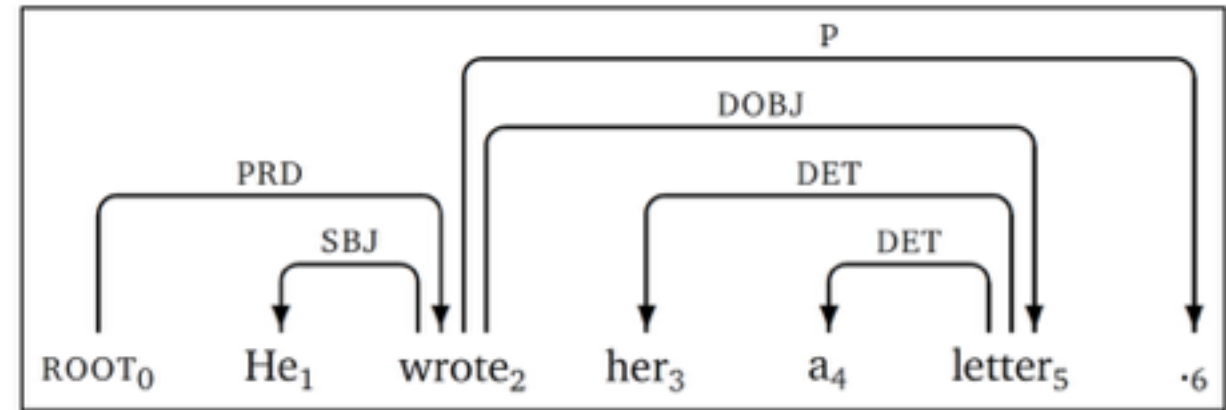 P
DOBJ
PRD DET
SBJ DET
ROOT₀ He₁ wrote₂ her₃ a₄ letter₅ .₆